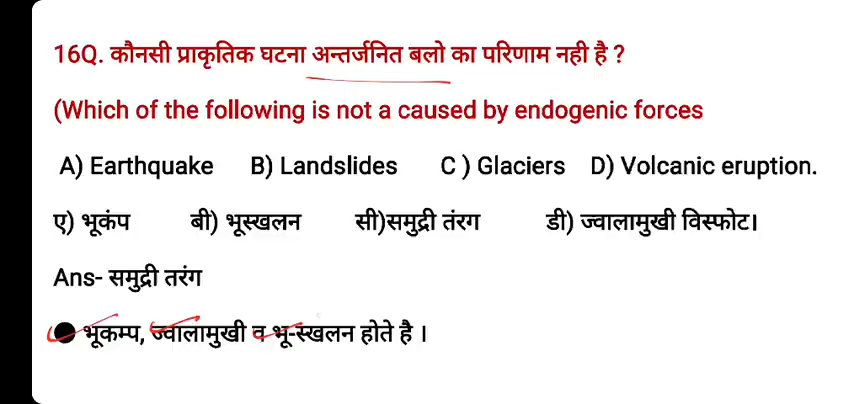 16Q. कौनसी प्राकृतिक घटना अन्तर्जनित बलो का परिणाम नही है ?
(Which of the following is not a caused by endogenic forces
A) Earthquake B) Landslides C ) Glaciers D) Volcanic eruption.
ए) भूकंप बी) भूस्खलन सी)समुद्री तंरग डी) ज्वालामुखी विस्फोट।
Ans- समुद्री तरंग
● भूकम्प, ज्वालामुखी व भू-स्खलन होते है ।